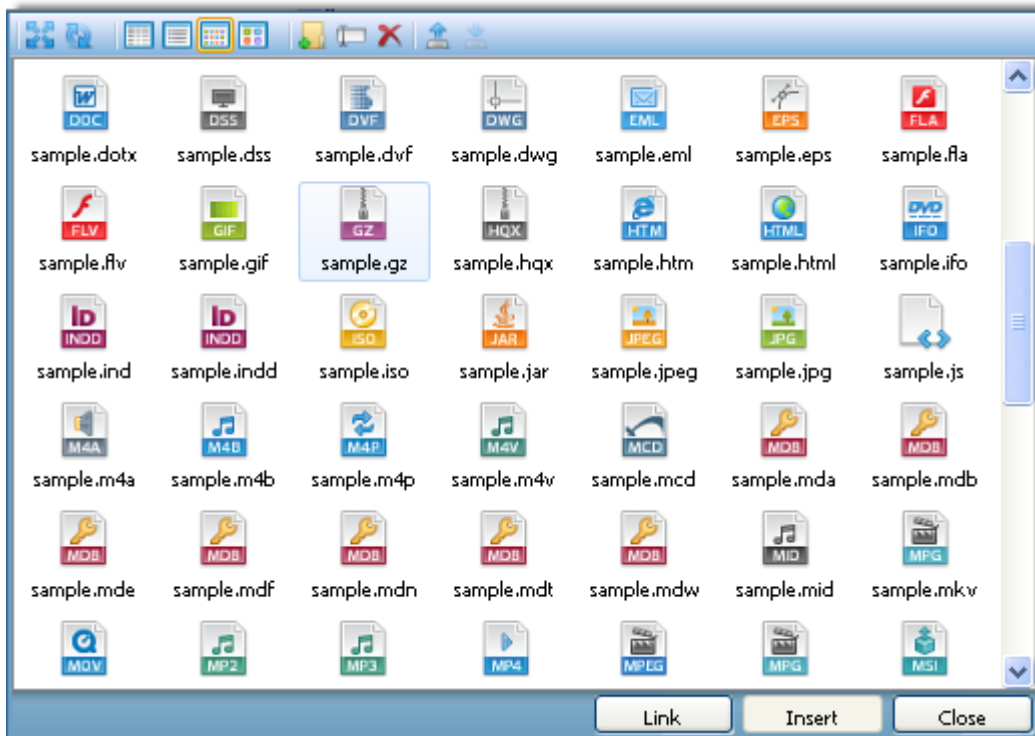 DOC DSS DVF DWG EML EPS FLA
sample.dotx sample.dss sample.dvf sample.dwg sample.eml sample.eps sample.fla
FLV GIF GZ HQX HTM HTML DVD IFO
sample.flv sample.gif sample.gz sample.hqx sample.htm sample.html sample.ifo
ID INDD ID INDD ISO JAR JPEG JPG
sample.ind sample.indd sample.iso sample.jar sample.jpeg sample.jpg sample.js
M4A M4B M4P M4V MCD MDB MDB
sample.m4a sample.m4b sample.m4p sample.m4v sample.mcd sample.mda sample.mdb
MDB MDB MDB MDB MDB MID MPG
sample.mde sample.mdf sample.mdn sample.mdt sample.mdw sample.mid sample.mkv
MOV MP2 MP3 MP4 MPEG MPG MSI
Link Insert Close